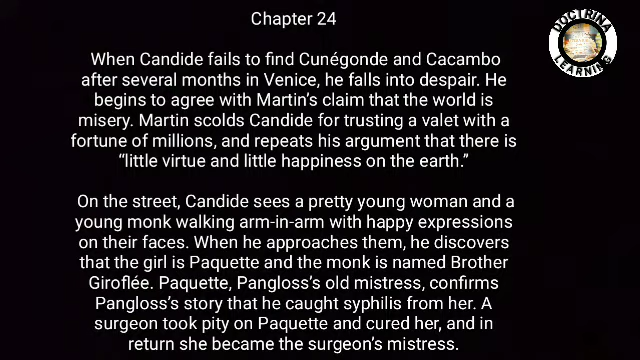 Chapter 24
When Candide fails to find Cunégonde and Cacambo
after several months in Venice, he falls into despair. He
begins to agree with Martin's claim that the world is
misery. Martin scolds Candide for trusting a valet with a
fortune of millions, and repeats his argument that there is
“little virtue and little happiness on the earth.”
On the street, Candide sees a pretty young woman and a
young monk walking arm-in-arm with happy expressions
on their faces. When he approaches them, he discovers
that the girl is Paquette and the monk is named Brother
Giroflée. Paquette, Pangloss's old mistress, confirms
Pangloss's story that he caught syphilis from her. A
surgeon took pity on Paquette and cured her, and in
return she became the surgeon's mistress.
DOCTRINA
LEARNING